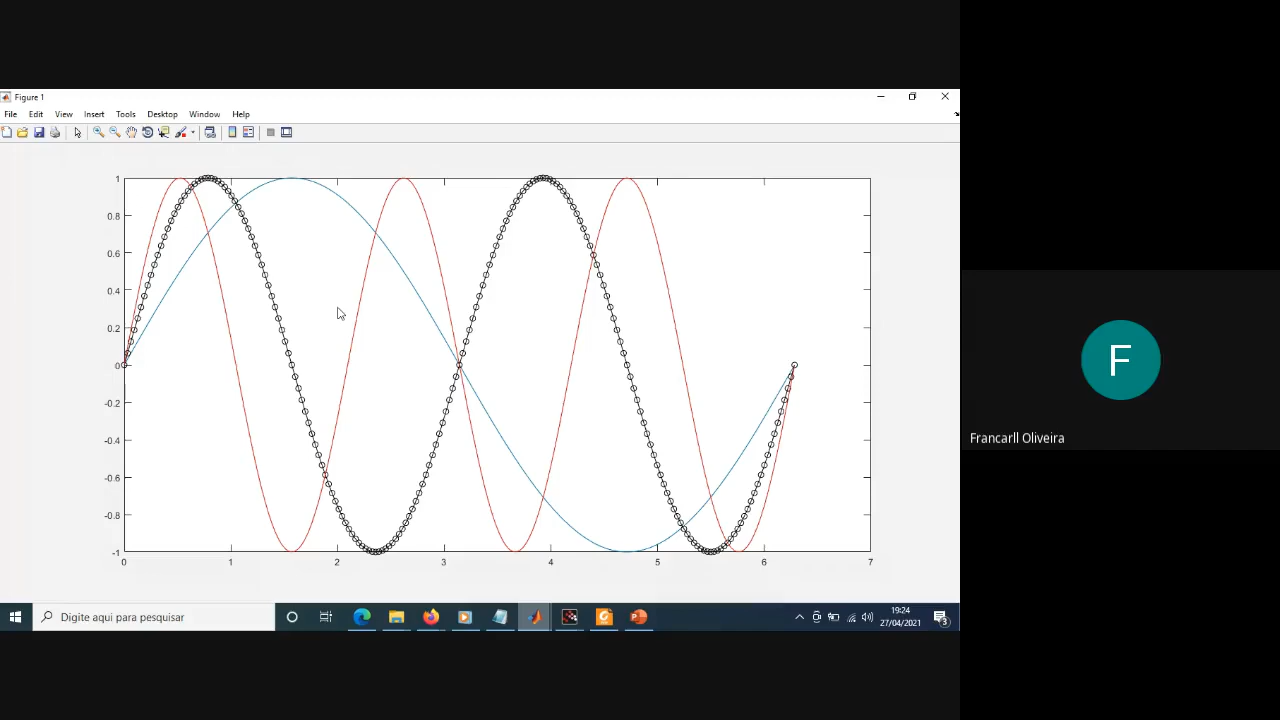 Figure 1
File Edit View Insert Tools Desktop Window Help
1
0.8
0.6
0.4
0.2
0
-0.2
-0.4
-0.6
-0.8
-1
0 1 2 3 4 5 6 7
F
Francarll Oliveira
Digite aqui para pesquisar
19:24
27/04/2021
3